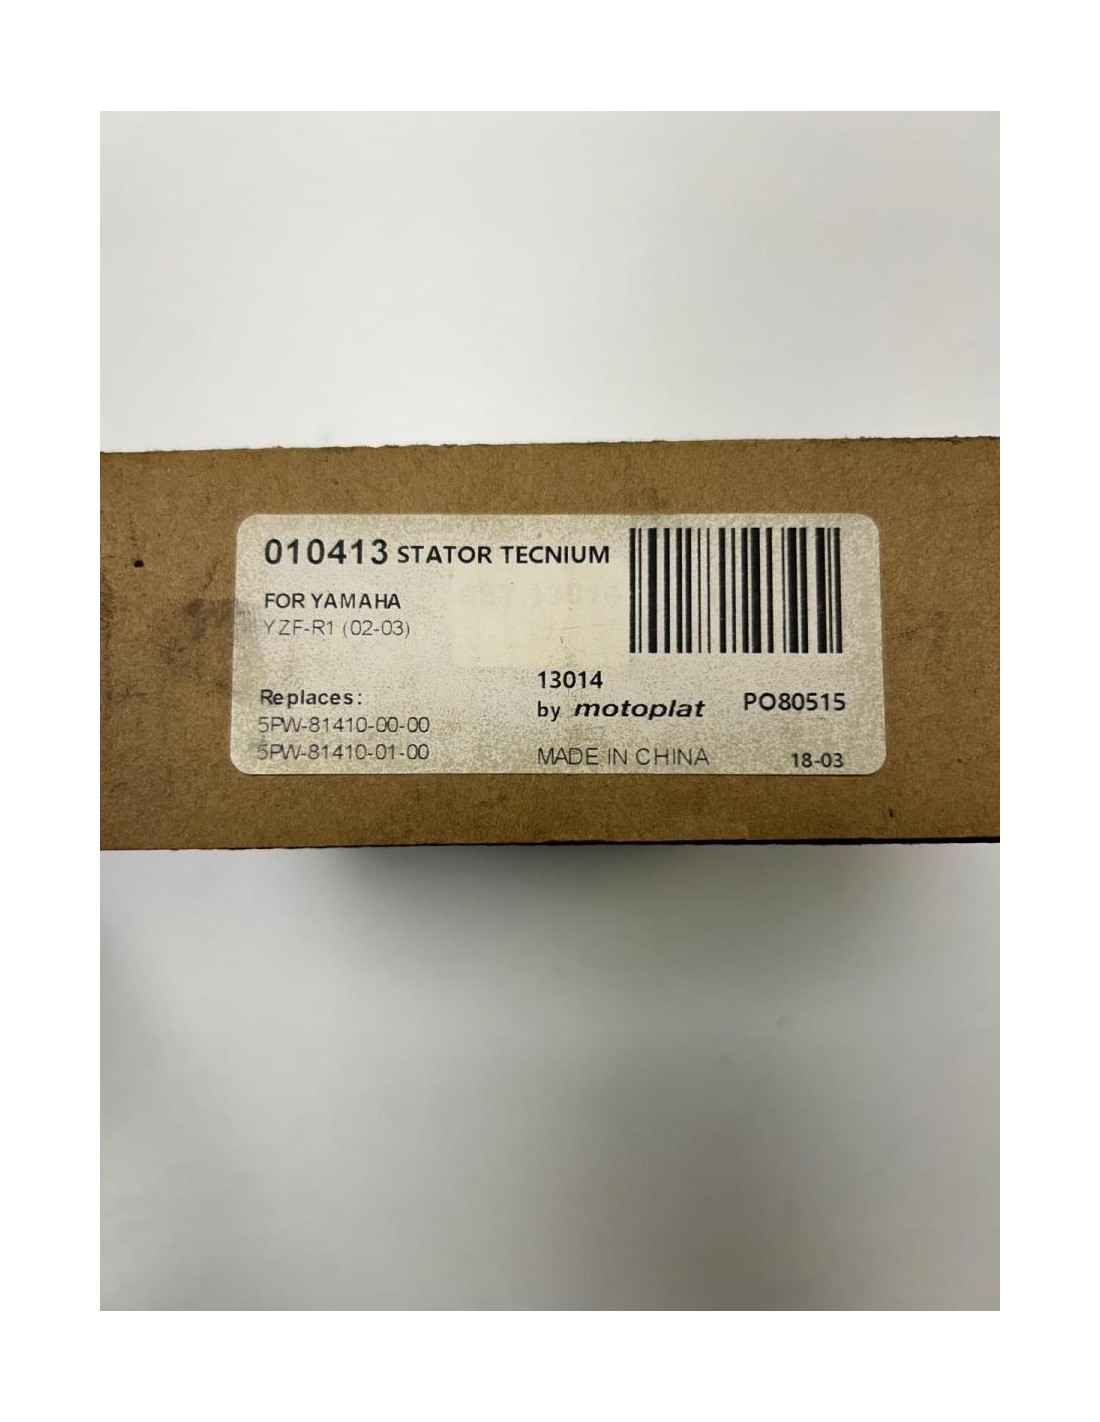 010413 STATOR TECNIUM
FOR YAMAHA
YZF-R1 (02-03)
Replaces:
5PW-81410-00-00
5PW-81410-01-00
13014
by motoplat
MADE IN CHINA
PO80515
18-03